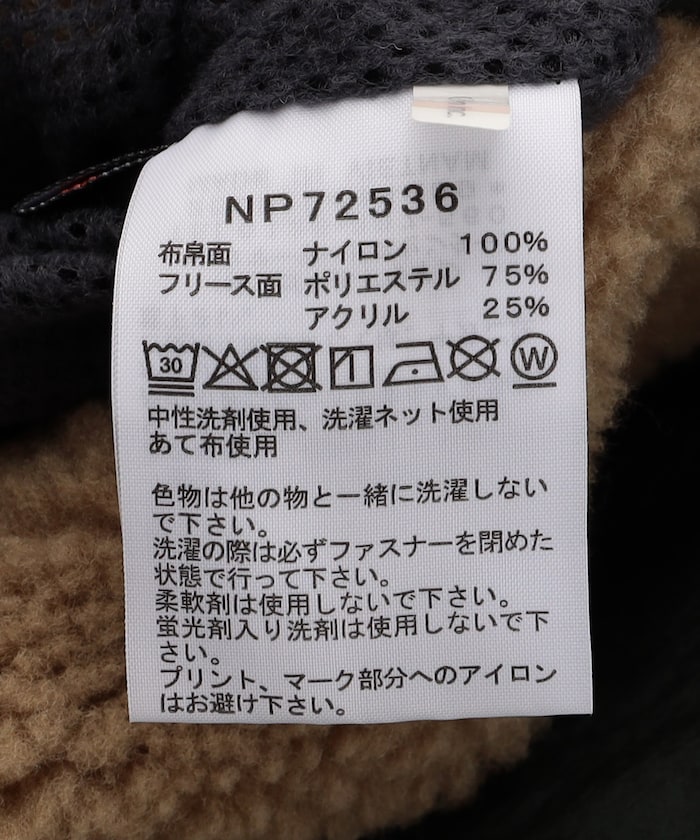 NP72536
布帛面 ナイロン 100%
フリース面 ポリエステル 75%
アクリル 25%
30 W
中性洗剤使用、洗濯ネット使用
あて布使用
色物は他の物と一緒に洗濯しない
で下さい。
洗濯の際は必ずファスナーを閉めた
状態で行って下さい。
柔軟剤は使用しないで下さい。
蛍光剤入り洗剤は使用しないで下
さい。
プリント、マーク部分へのアイロン
はお避け下さい。